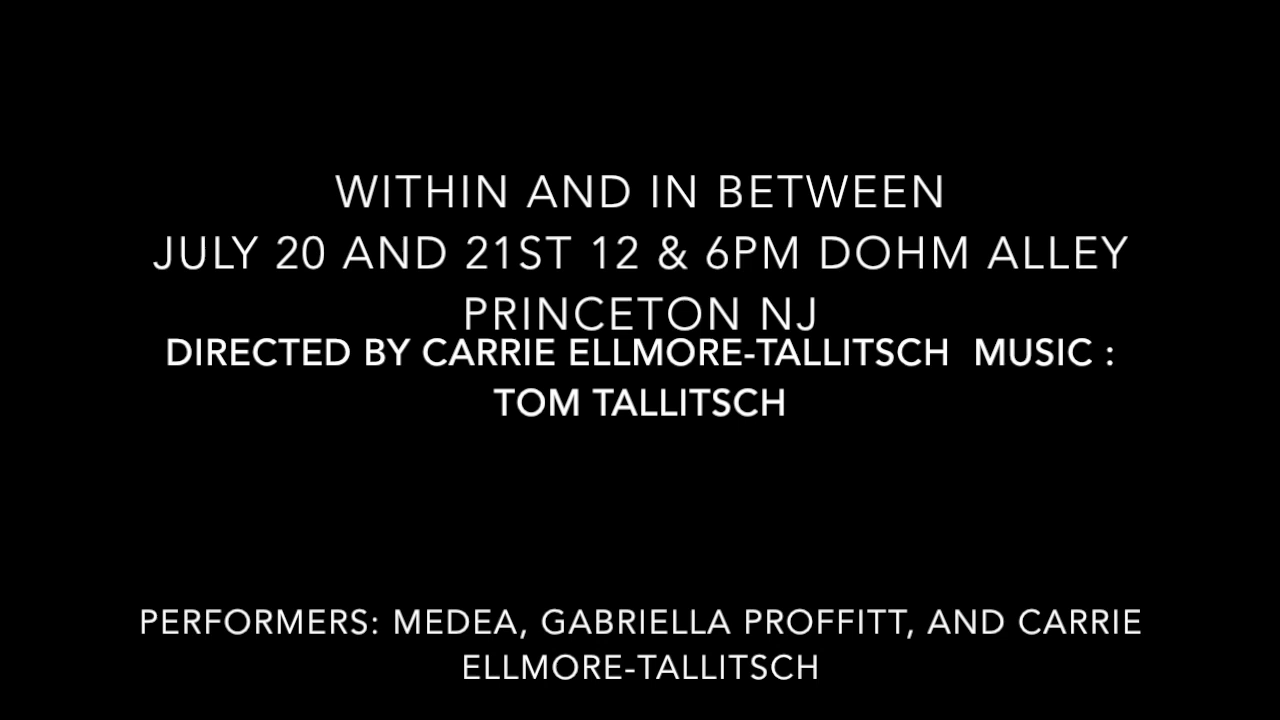 WITHIN AND IN BETWEEN
JULY 20 AND 21ST 12 & 6PM DOHM ALLEY
PRINCETON NJ
DIRECTED BY CARRIE ELLMORE-TALLITSCH  MUSIC :
TOM TALLITSCH
PERFORMERS: MEDEA, GABRIELLA PROFFITT, AND CARRIE
ELLMORE-TALLITSCH